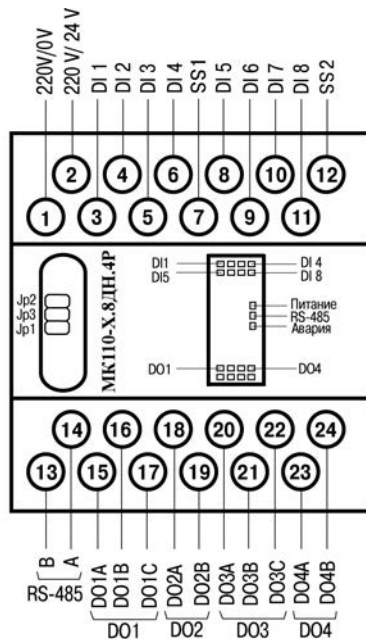 220V/0V
220 V/ 24 V
DI 1
DI 2
DI 3
DI 4
SS1
DI 5
DI 6
DI 7
DI 8
SS2
2 4 6 8 10 12
1 3 5 7 9 11
Jp2
Jp3
Jp1
МК110-Х.8ДН.4Р
DI1
DI5
DI 4
DI 8
Питание
RS-485
Авария
DO1
DO4
14 16 18 20 22 24
13 15 17 19 21 23
B
A
DO1A
DO1B
DO1C
DO2A
DO2B
DO3A
DO3B
DO3C
DO4A
DO4B
RS-485
DO1
DO2
DO3
DO4